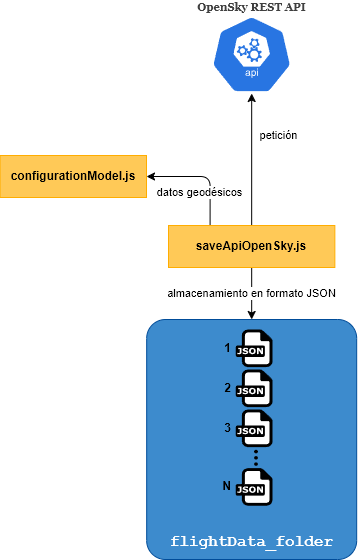 OpenSky REST API
api
petición
configurationModel.js
datos geodésicos
saveApiOpenSky.js
almacenamiento en formato JSON
1
JSON
2
JSON
3
JSON
N
JSON
flightData_folder